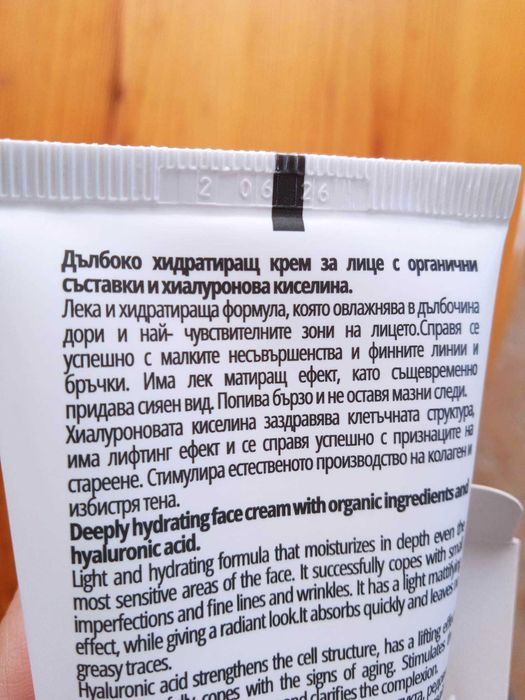 2 06 26
Дълбоко хидратиращ крем за лице с органични
съставки и хиалуронова киселина.
Лека и хидратираща формула, която овлажнява в дълбочина
дори и най- чувствителните зони на лицето.Справя се
успешно с малките несъвършенства и финните линии и
бръчки. Има лек матиращ ефект, като същевременно
придава сияен вид. Попива бързо и не оставя мазни следи.
Хиалуроновата киселина заздравява клетъчната структура,
има лифтинг ефект и се справя успешно с признаците на
стареене. Стимулира естественото производство на колаген и
избистря тена.
Deeply hydrating face cream with organic ingredients and
hyaluronic acid.
Light and hydrating formula that moisturizes in depth even the
most sensitive areas of the face. It successfully copes with small
imperfections and fine lines and wrinkles. It has a light mattifying
effect, while giving a radiant look.It absorbs quickly and leaves no
greasy traces.
Hyaluronic acid strengthens the cell structure, has a lifting
copes with the signs of aging. Stimulates
and clarifies the complexion.